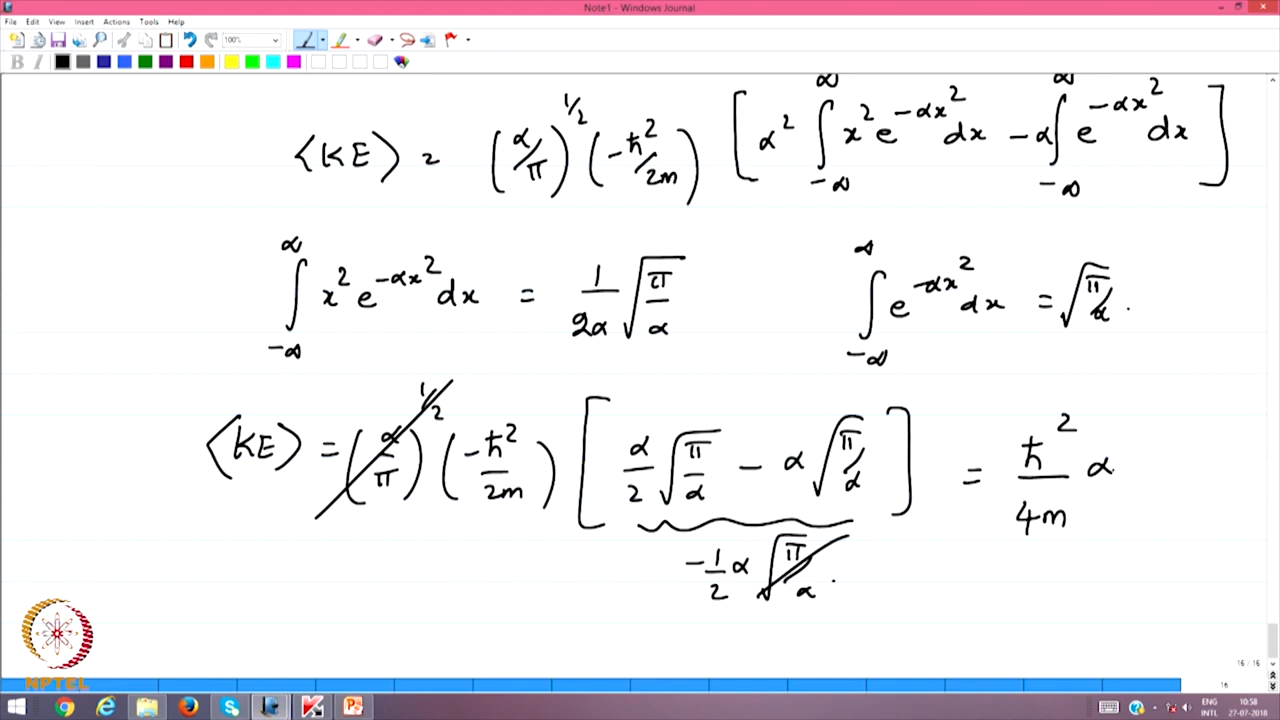 Note1 - Windows Journal
File Edit View Insert Actions Tools Help
100%
B I
⟨KE⟩ = (α/π)^{1/2} (-ħ²/2m) [α² ∫_{-∞}^{∞} x² e^{-αx²} dx - α ∫_{-∞}^{∞} e^{-αx²} dx]
∫_{-∞}^{∞} x² e^{-αx²} dx = 1/2α √(π/α) ∫_{-∞}^{∞} e^{-αx²} dx = √(π/α).
⟨KE⟩ = (α/π)^{1/2} (-ħ²/2m) [α/2 √(π/α) - α √(π/α)] = ħ²/4m α
-1/2 α √(π/α).
NPTEL
16 / 16
16
ENG 10:58
INTL 27-07-2018